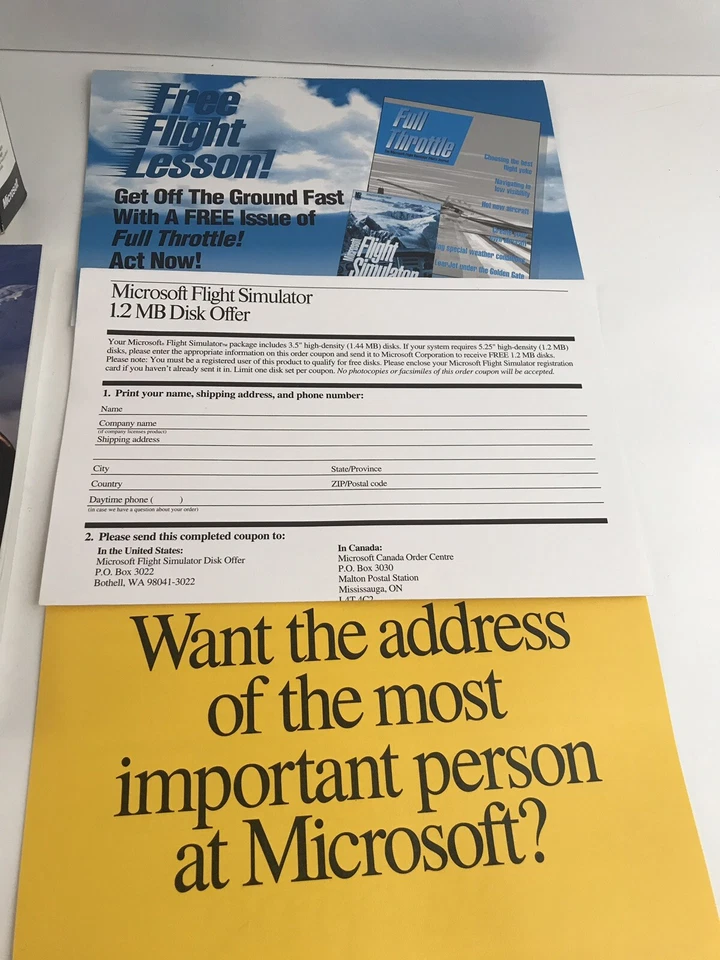 Free
Flight
Lesson!
Get Off The Ground Fast
With A FREE Issue of
Full Throttle!
Act Now!
Full
Throttle
Choosing the best
flight yoke
Navigating in
low visibility
Hot new aircraft
special weather
LearJet under the Golden Gate
Flight
Simulator
Microsoft
Microsoft Flight Simulator
1.2 MB Disk Offer
Your Microsoft® Flight Simulator™ package includes 3.5" high-density (1.44 MB) disks. If your system requires 5.25" high-density (1.2 MB)
disks, please enter the appropriate information on this order coupon and send it to Microsoft Corporation to receive FREE 1.2 MB disks.
Please note: You must be a registered user of this product to qualify for free disks. Please enclose your Microsoft Flight Simulator registration
card if you haven't already sent it in. Limit one disk set per coupon. No photocopies or facsimiles of this order coupon will be accepted.
1. Print your name, shipping address, and phone number:
Name
Company name
(if company licenses product)
Shipping address
City State/Province
Country ZIP/Postal code
Daytime phone ( )
(in case we have a question about your order)
2. Please send this completed coupon to:
In the United States:
Microsoft Flight Simulator Disk Offer
P.O. Box 3022
Bothell, WA 98041-3022
In Canada:
Microsoft Canada Order Centre
P.O. Box 3030
Malton Postal Station
Mississauga, ON
L4T 4C2
Want the address
of the most
important person
at Microsoft?